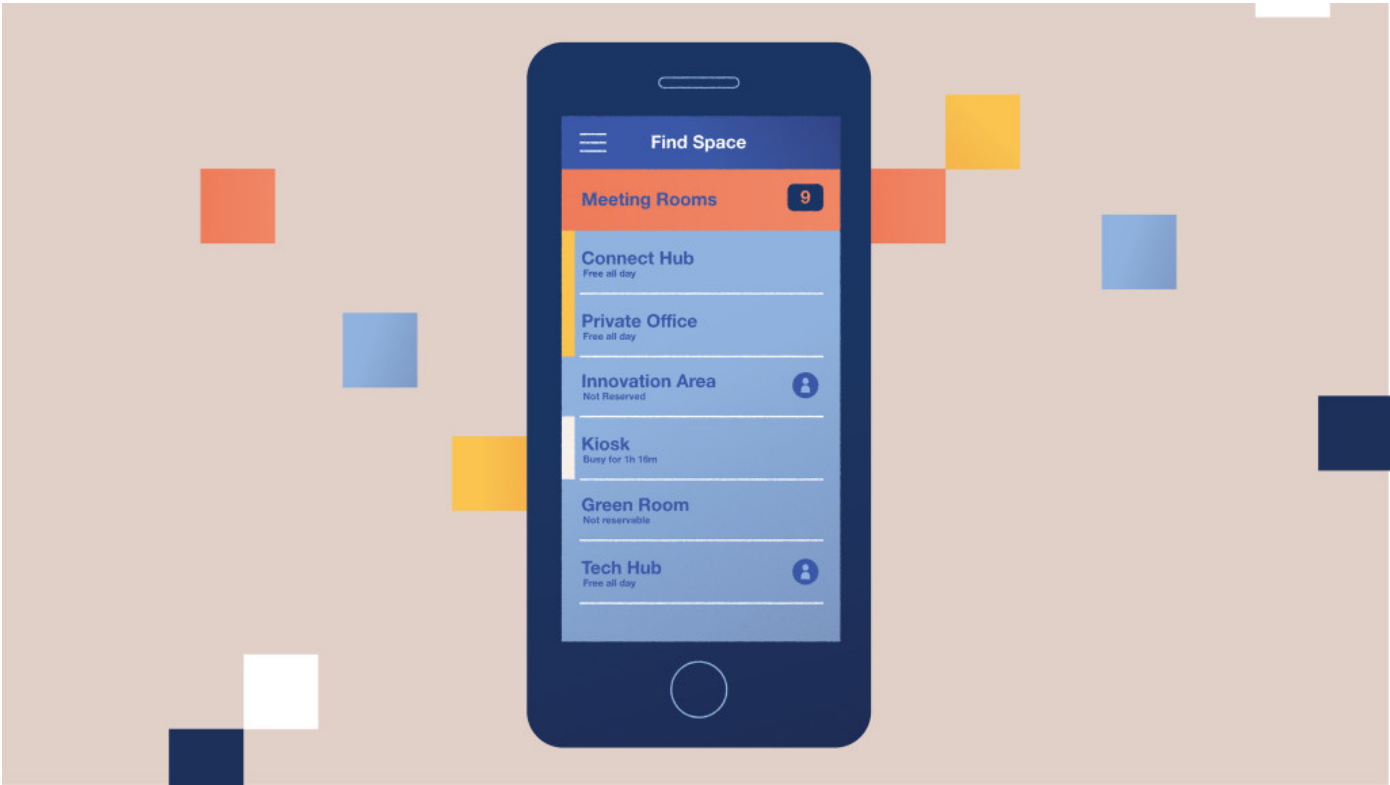 Find Space
Meeting Rooms 9
Connect Hub
Free all day
Private Office
Free all day
Innovation Area
Not Reserved
Kiosk
Busy for 1h 16m
Green Room
Not reservable
Tech Hub
Free all day